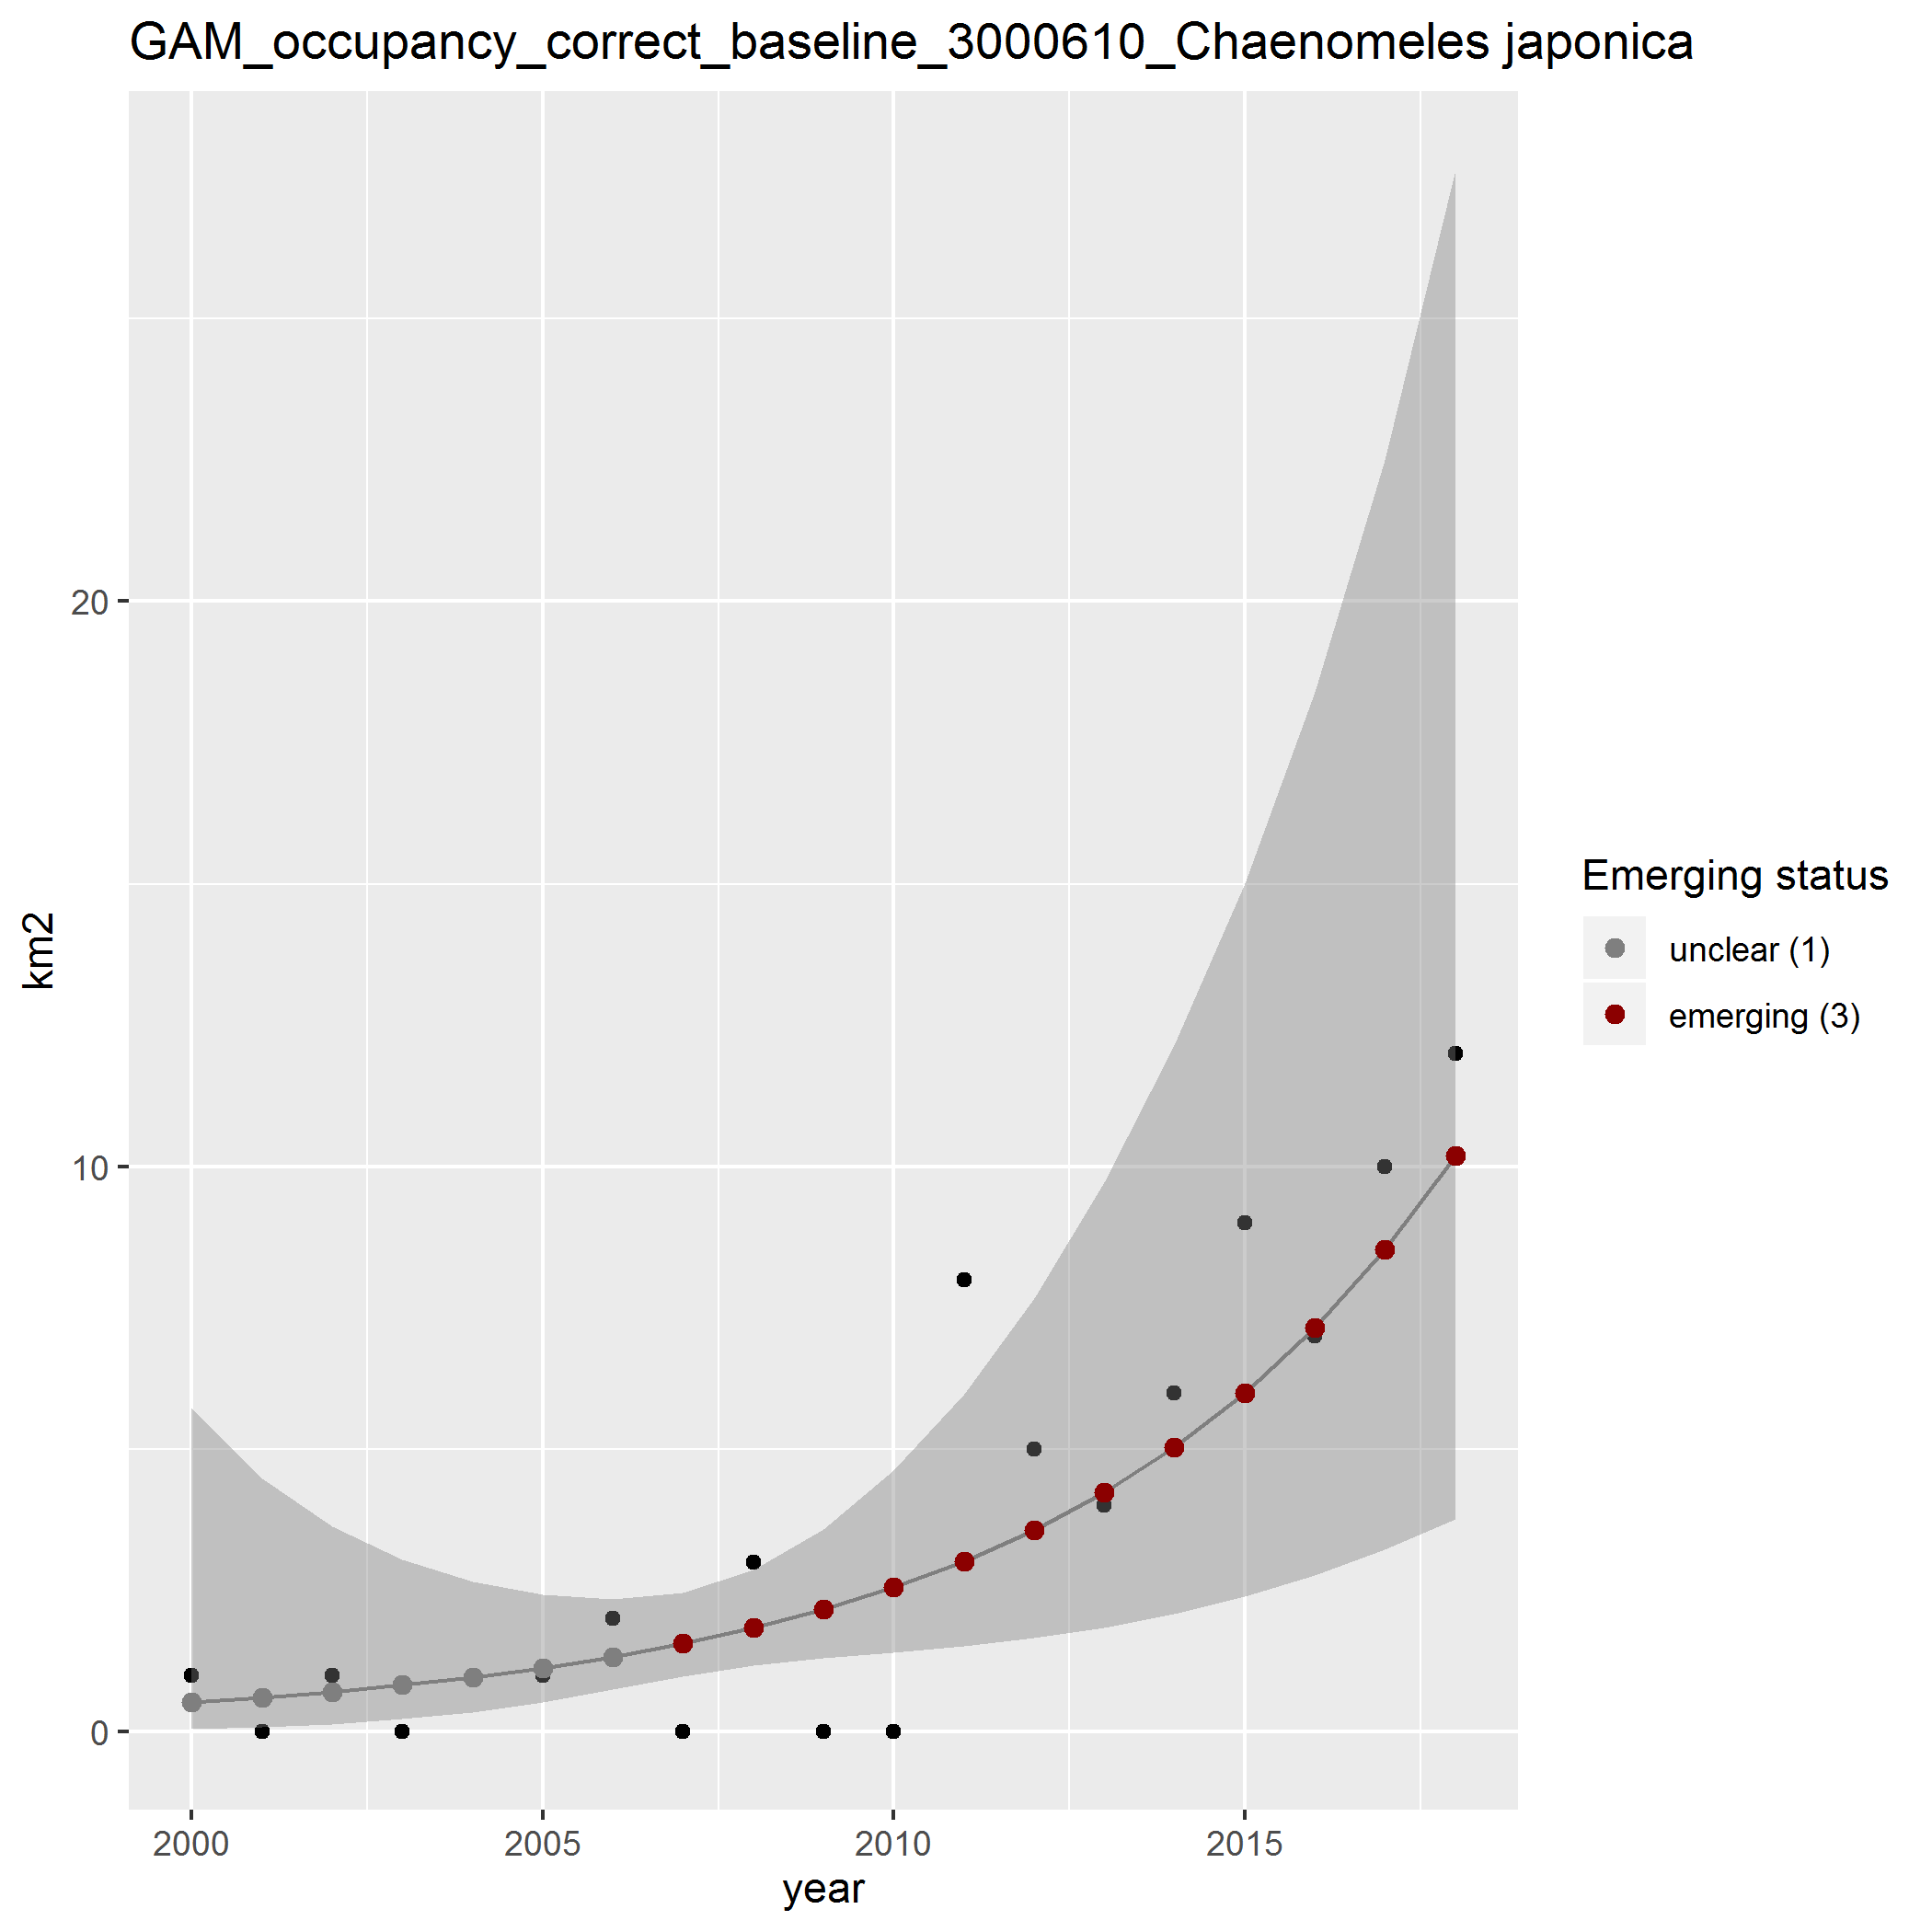 GAM_occupancy_correct_baseline_3000610_Chaenomeles japonica
20
10
0
km2
2000
2005
2010
2015
year
Emerging status
unclear (1)
emerging (3)